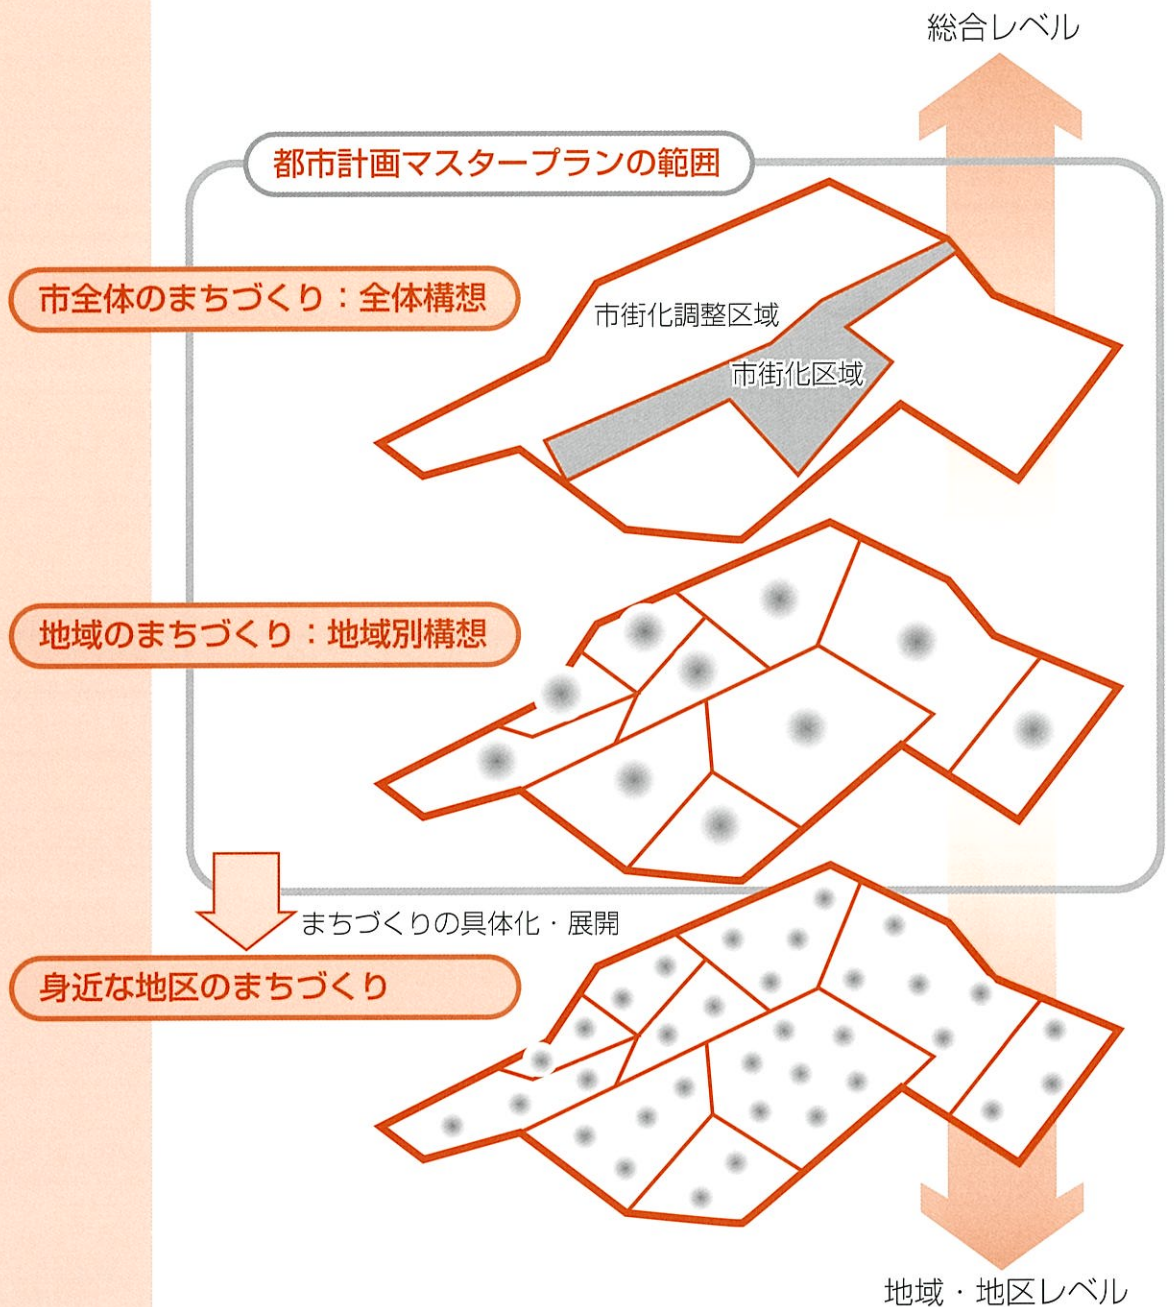 総合レベル
都市計画マスタープランの範囲
市全体のまちづくり：全体構想
市街化調整区域
市街化区域
地域のまちづくり：地域別構想
まちづくりの具体化・展開
身近な地区のまちづくり
地域・地区レベル